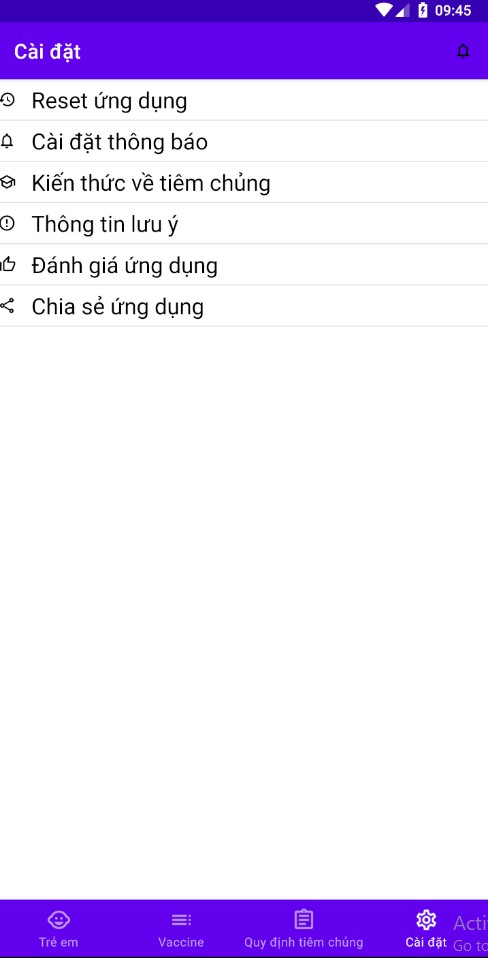 09:45
Cài đặt
Reset ứng dụng
Cài đặt thông báo
Kiến thức về tiêm chủng
Thông tin lưu ý
Đánh giá ứng dụng
Chia sẻ ứng dụng
Trẻ em Vaccine Quy định tiêm chủng Cài đặt
Go to